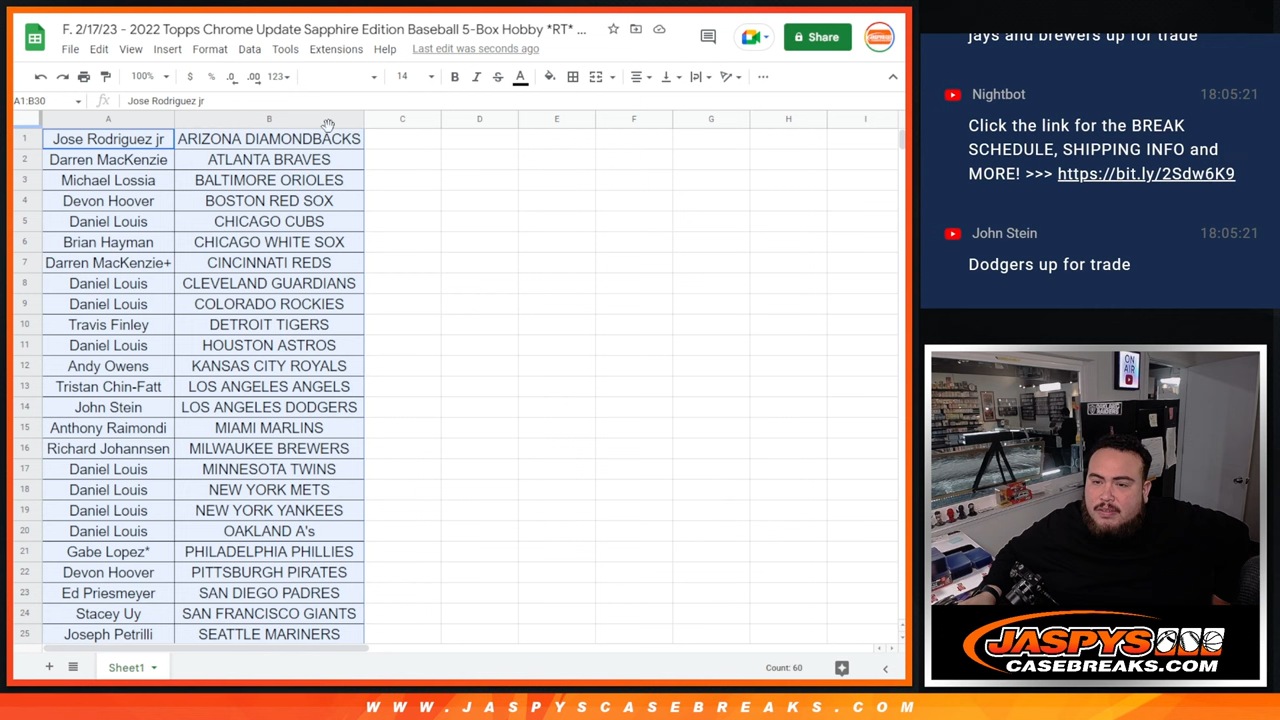 F. 2/17/23 - 2022 Topps Chrome Update Sapphire Edition Baseball 5-Box Hobby *RT* ...
File Edit View Insert Format Data Tools Extensions Help Last edit was seconds ago
Share
100% $ % .0 .00 123 14 B I S A
A1:B30 fx Jose Rodriguez jr
A B C D E F G H I
1 Jose Rodriguez jr ARIZONA DIAMONDBACKS
2 Darren MacKenzie ATLANTA BRAVES
3 Michael Lossia BALTIMORE ORIOLES
4 Devon Hoover BOSTON RED SOX
5 Daniel Louis CHICAGO CUBS
6 Brian Hayman CHICAGO WHITE SOX
7 Darren MacKenzie+ CINCINNATI REDS
8 Daniel Louis CLEVELAND GUARDIANS
9 Daniel Louis COLORADO ROCKIES
10 Travis Finley DETROIT TIGERS
11 Daniel Louis HOUSTON ASTROS
12 Andy Owens KANSAS CITY ROYALS
13 Tristan Chin-Fatt LOS ANGELES ANGELS
14 John Stein LOS ANGELES DODGERS
15 Anthony Raimondi MIAMI MARLINS
16 Richard Johannsen MILWAUKEE BREWERS
17 Daniel Louis MINNESOTA TWINS
18 Daniel Louis NEW YORK METS
19 Daniel Louis NEW YORK YANKEES
20 Daniel Louis OAKLAND A's
21 Gabe Lopez* PHILADELPHIA PHILLIES
22 Devon Hoover PITTSBURGH PIRATES
23 Ed Priesmeyer SAN DIEGO PADRES
24 Stacey Uy SAN FRANCISCO GIANTS
25 Joseph Petrilli SEATTLE MARINERS
Sheet1
Count: 60
jays and brewers up for trade
Nightbot 18:05:21
Click the link for the BREAK
SCHEDULE, SHIPPING INFO and
MORE! >>> https://bit.ly/2Sdw6K9
John Stein 18:05:21
Dodgers up for trade
ON
AIR
JASPYS
CASEBREAKS.COM
WWW.JASPYSCASEBREAKS.COM